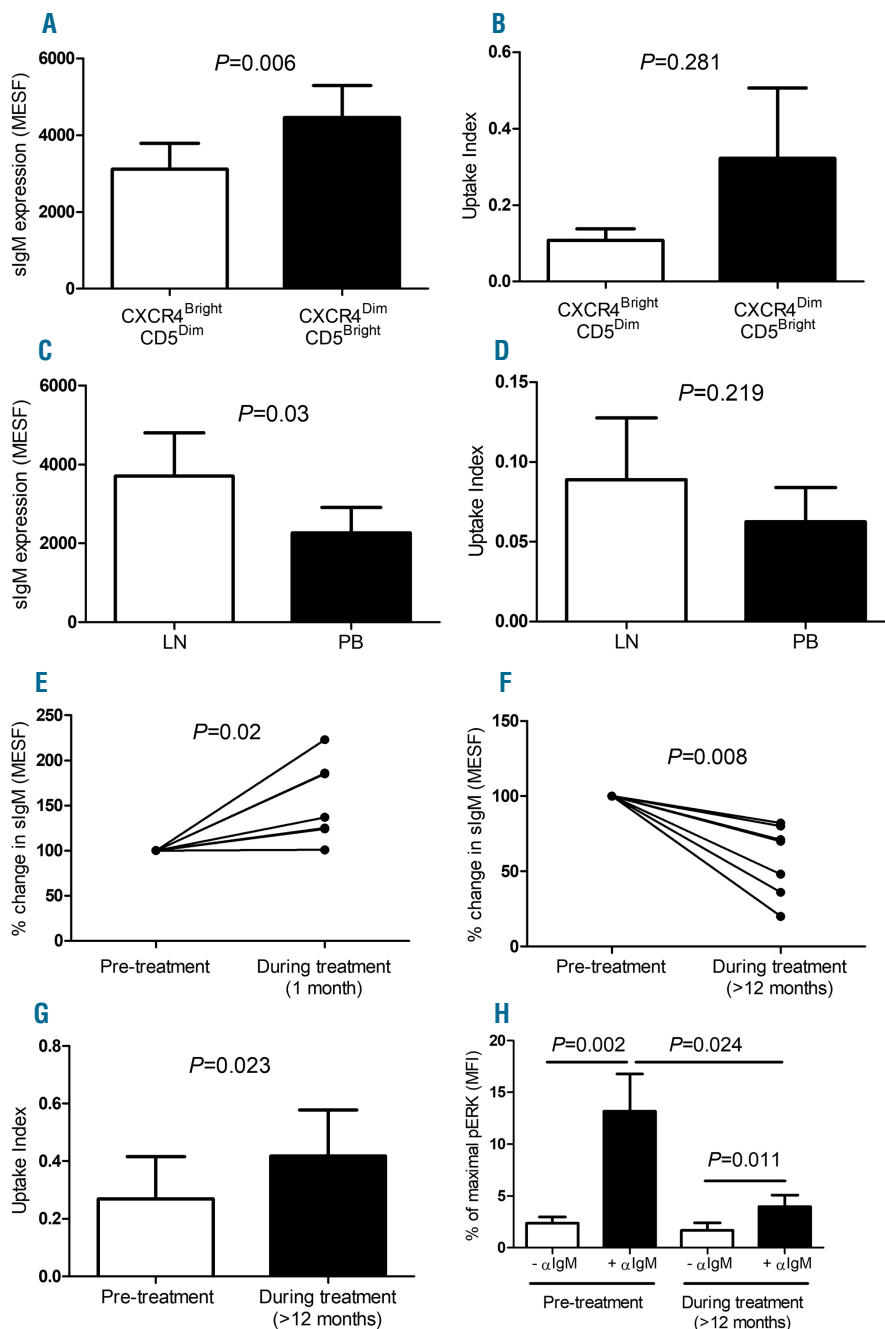 A
sIgM expression (MESF)
6000
4000
2000
0
P=0.006
CXCR4Bright
CD5Dim
CXCR4Dim
CD5Bright
B
Uptake Index
0.6
0.4
0.2
0.0
P=0.281
CXCR4Bright
CD5Dim
CXCR4Dim
CD5Bright
C
sIgM expression (MESF)
6000
4000
2000
0
P=0.03
LN
PB
D
Uptake Index
0.15
0.10
0.05
0.00
P=0.219
LN
PB
E
% change in sIgM (MESF)
250
200
150
100
50
0
P=0.02
Pre-treatment
During treatment
(1 month)
F
% change in sIgM (MESF)
150
100
50
0
P=0.008
Pre-treatment
During treatment
(>12 months)
G
Uptake Index
0.8
0.6
0.4
0.2
0.0
P=0.023
Pre-treatment
During treatment
(>12 months)
H
% of maximal pERK (MFI)
20
15
10
5
0
P=0.002
P=0.024
P=0.011
- αIgM
+ αIgM
- αIgM
+ αIgM
Pre-treatment
During treatment
(>12 months)